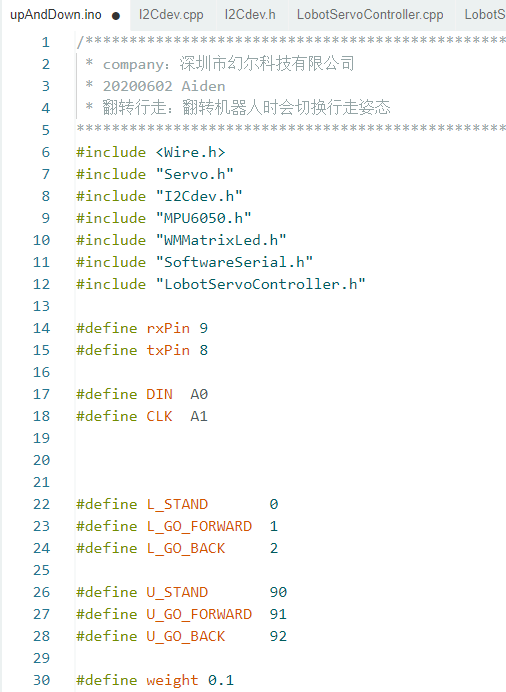 upAndDown.ino ● I2Cdev.cpp I2Cdev.h LobotServoController.cpp LobotS
1 /************************************************
2 * company：深圳市幻尔科技有限公司
3 * 20200602 Aiden
4 * 翻转行走：翻转机器人时会切换行走姿态
5 *************************************************
6 #include <Wire.h>
7 #include "Servo.h"
8 #include "I2Cdev.h"
9 #include "MPU6050.h"
10 #include "WMMatrixLed.h"
11 #include "SoftwareSerial.h"
12 #include "LobotServoController.h"
13
14 #define rxPin 9
15 #define txPin 8
16
17 #define DIN  A0
18 #define CLK  A1
19
20
21
22 #define L_STAND       0
23 #define L_GO_FORWARD  1
24 #define L_GO_BACK     2
25
26 #define U_STAND       90
27 #define U_GO_FORWARD  91
28 #define U_GO_BACK     92
29
30 #define weight 0.1